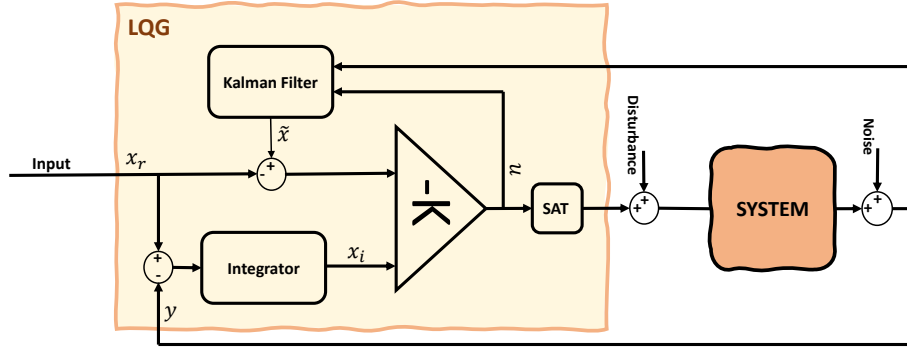 LQG
Kalman Filter
x̃
Input
x_r
- +
-K
u
SAT
Disturbance
+
+
SYSTEM
Noise
+
+
+
-
Integrator
x_i
y